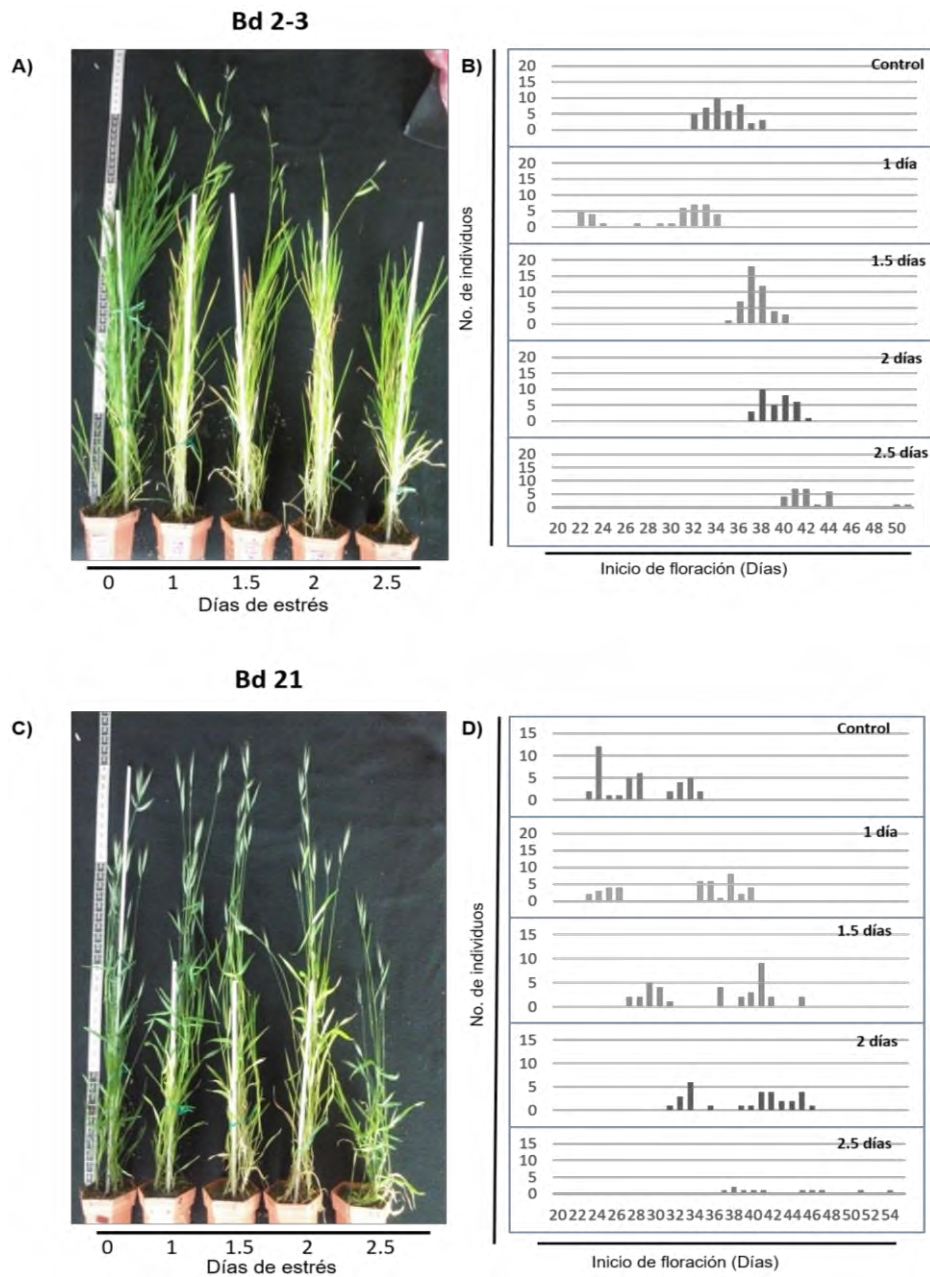 Bd 2-3
A)
0 1 1.5 2 2.5
Días de estrés
B)
No. de individuos
Control
20
15
10
5
0
1 día
20
15
10
5
0
1.5 días
20
15
10
5
0
2 días
20
15
10
5
0
2.5 días
20
15
10
5
0
20 22 24 26 28 30 32 34 36 38 40 42 44 46 48 50
Inicio de floración (Días)
Bd 21
C)
0 1 1.5 2 2.5
Días de estrés
D)
No. de individuos
Control
15
10
5
0
1 día
20
15
10
5
0
1.5 días
15
10
5
0
2 días
15
10
5
0
2.5 días
15
10
5
0
20 22 24 26 28 30 32 34 36 38 40 42 44 46 48 50 52 54
Inicio de floración (Días)